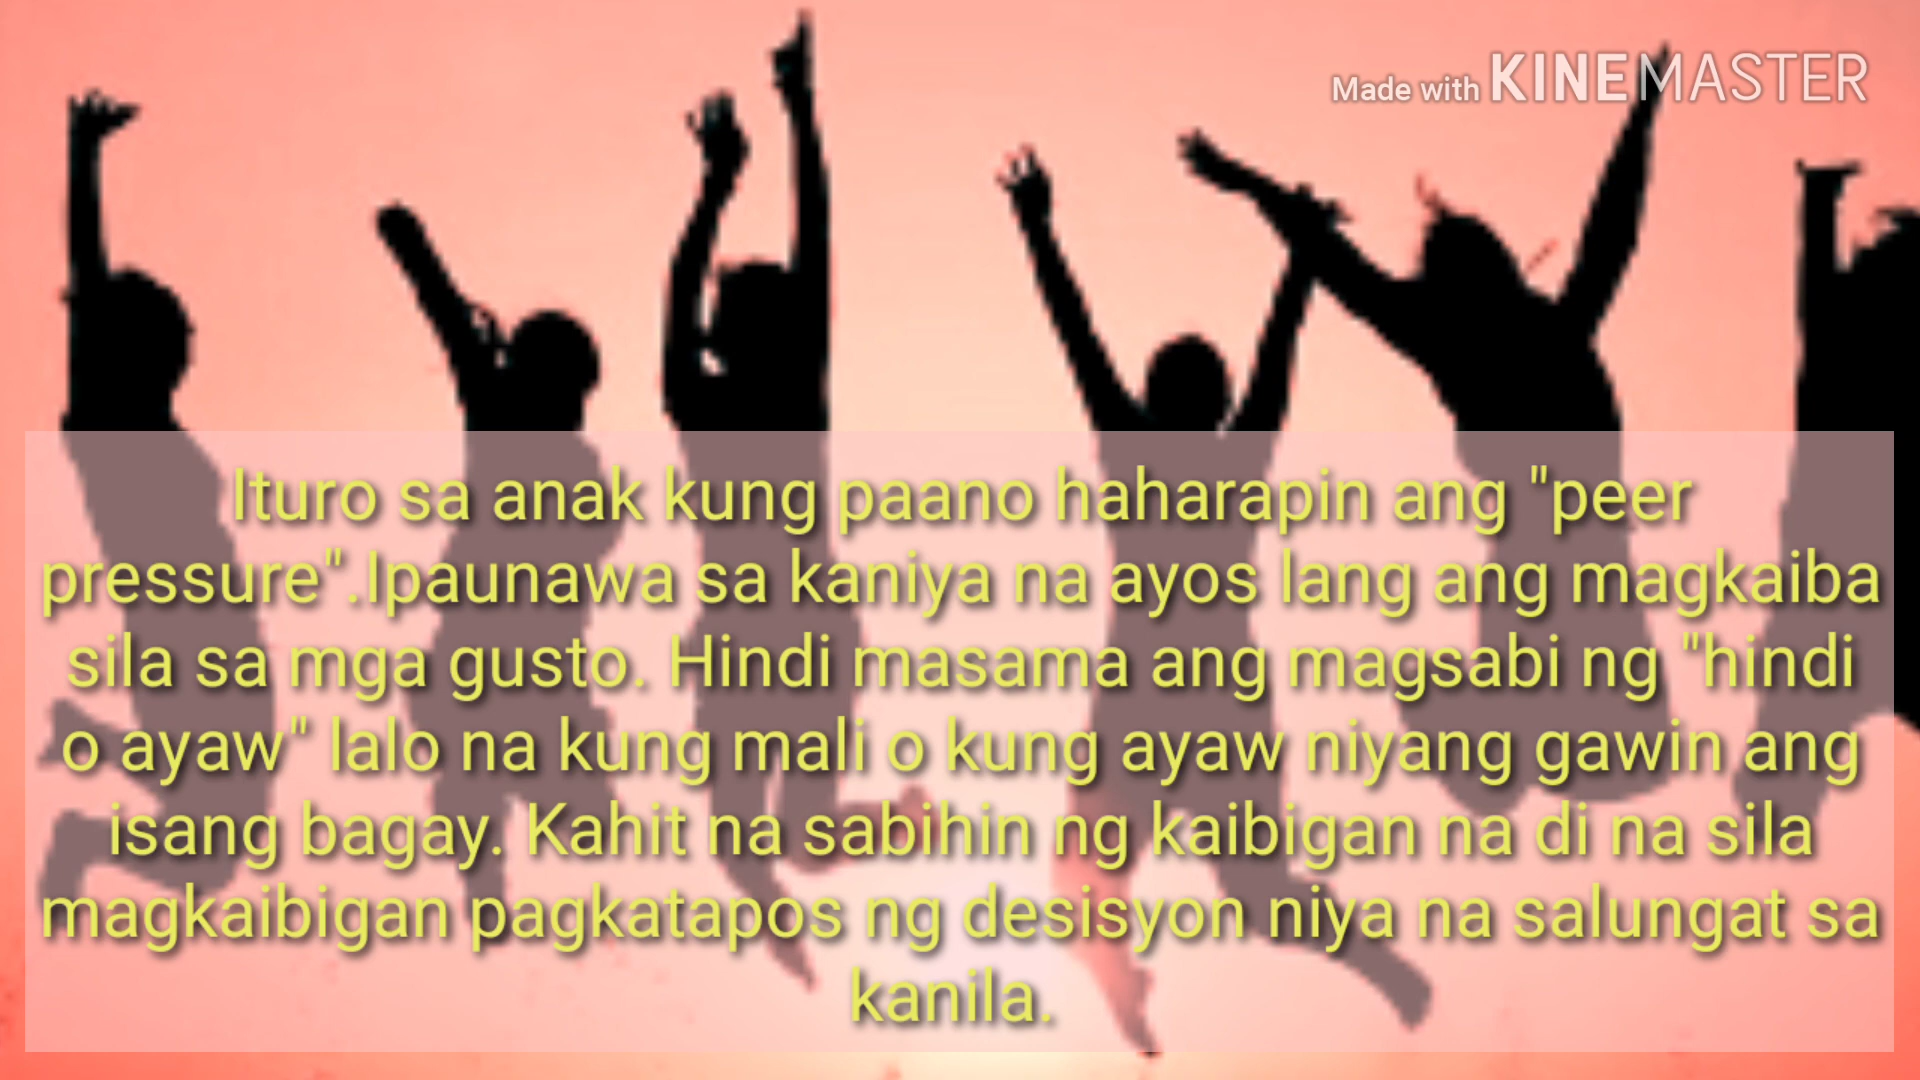 Made with KINEMASTER
Ituro sa anak kung paano haharapin ang "peer
pressure".Ipaunawa sa kaniya na ayos lang ang magkaiba
sila sa mga gusto. Hindi masama ang magsabi ng "hindi
o ayaw" lalo na kung mali o kung ayaw niyang gawin ang
isang bagay. Kahit na sabihin ng kaibigan na di na sila
magkaibigan pagkatapos ng desisyon niya na salungat sa
kanila.